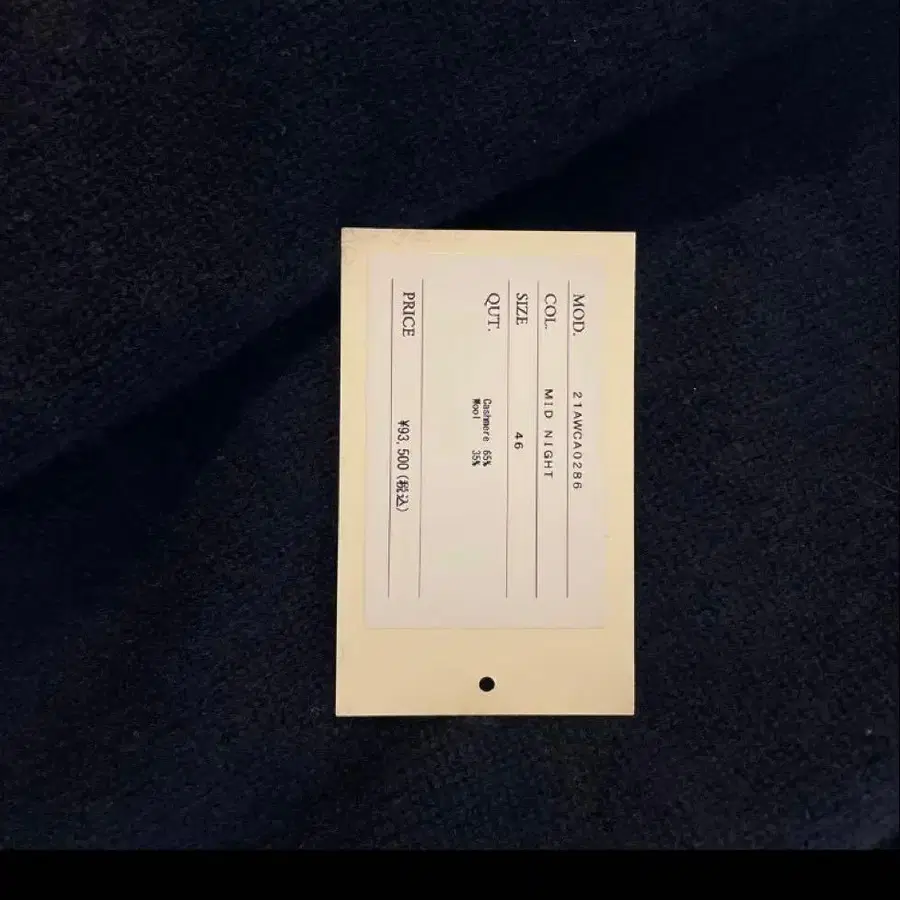 MOD. 21AWCA0286
COL. MID NIGHT
SIZE 46
QUT. Cashmere 65%
Wool 35%
PRICE ¥93,500(税込)